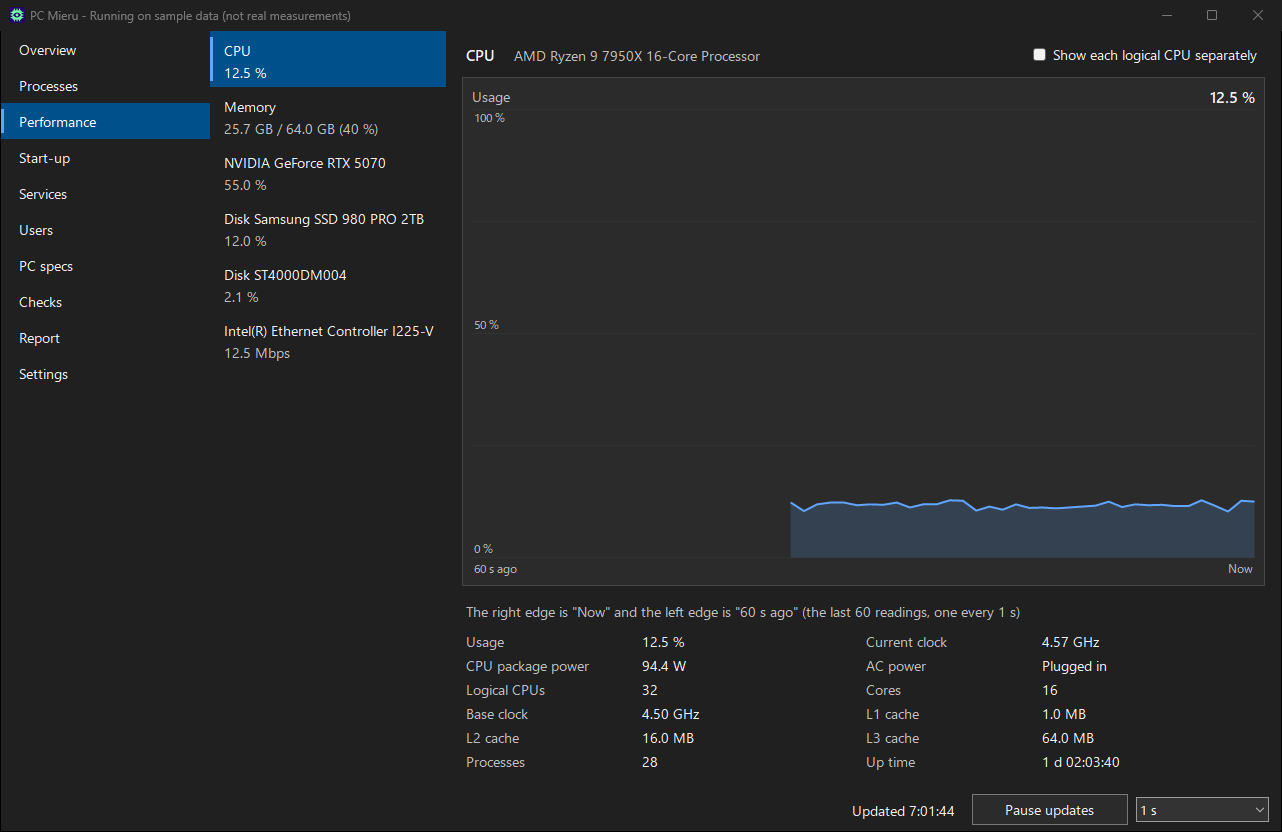 PC Mieru - Running on sample data (not real measurements)
Overview
Processes
Performance
Start-up
Services
Users
PC specs
Checks
Report
Settings
CPU
12.5 %
Memory
25.7 GB / 64.0 GB (40 %)
NVIDIA GeForce RTX 5070
55.0 %
Disk Samsung SSD 980 PRO 2TB
12.0 %
Disk ST4000DM004
2.1 %
Intel(R) Ethernet Controller I225-V
12.5 Mbps
CPU AMD Ryzen 9 7950X 16-Core Processor
Show each logical CPU separately
Usage 12.5 %
100 %
50 %
0 %
60 s ago Now
The right edge is "Now" and the left edge is "60 s ago" (the last 60 readings, one every 1 s)
Usage 12.5 % Current clock 4.57 GHz
CPU package power 94.4 W AC power Plugged in
Logical CPUs 32 Cores 16
Base clock 4.50 GHz L1 cache 1.0 MB
L2 cache 16.0 MB L3 cache 64.0 MB
Processes 28 Up time 1 d 02:03:40
Updated 7:01:44 Pause updates 1 s